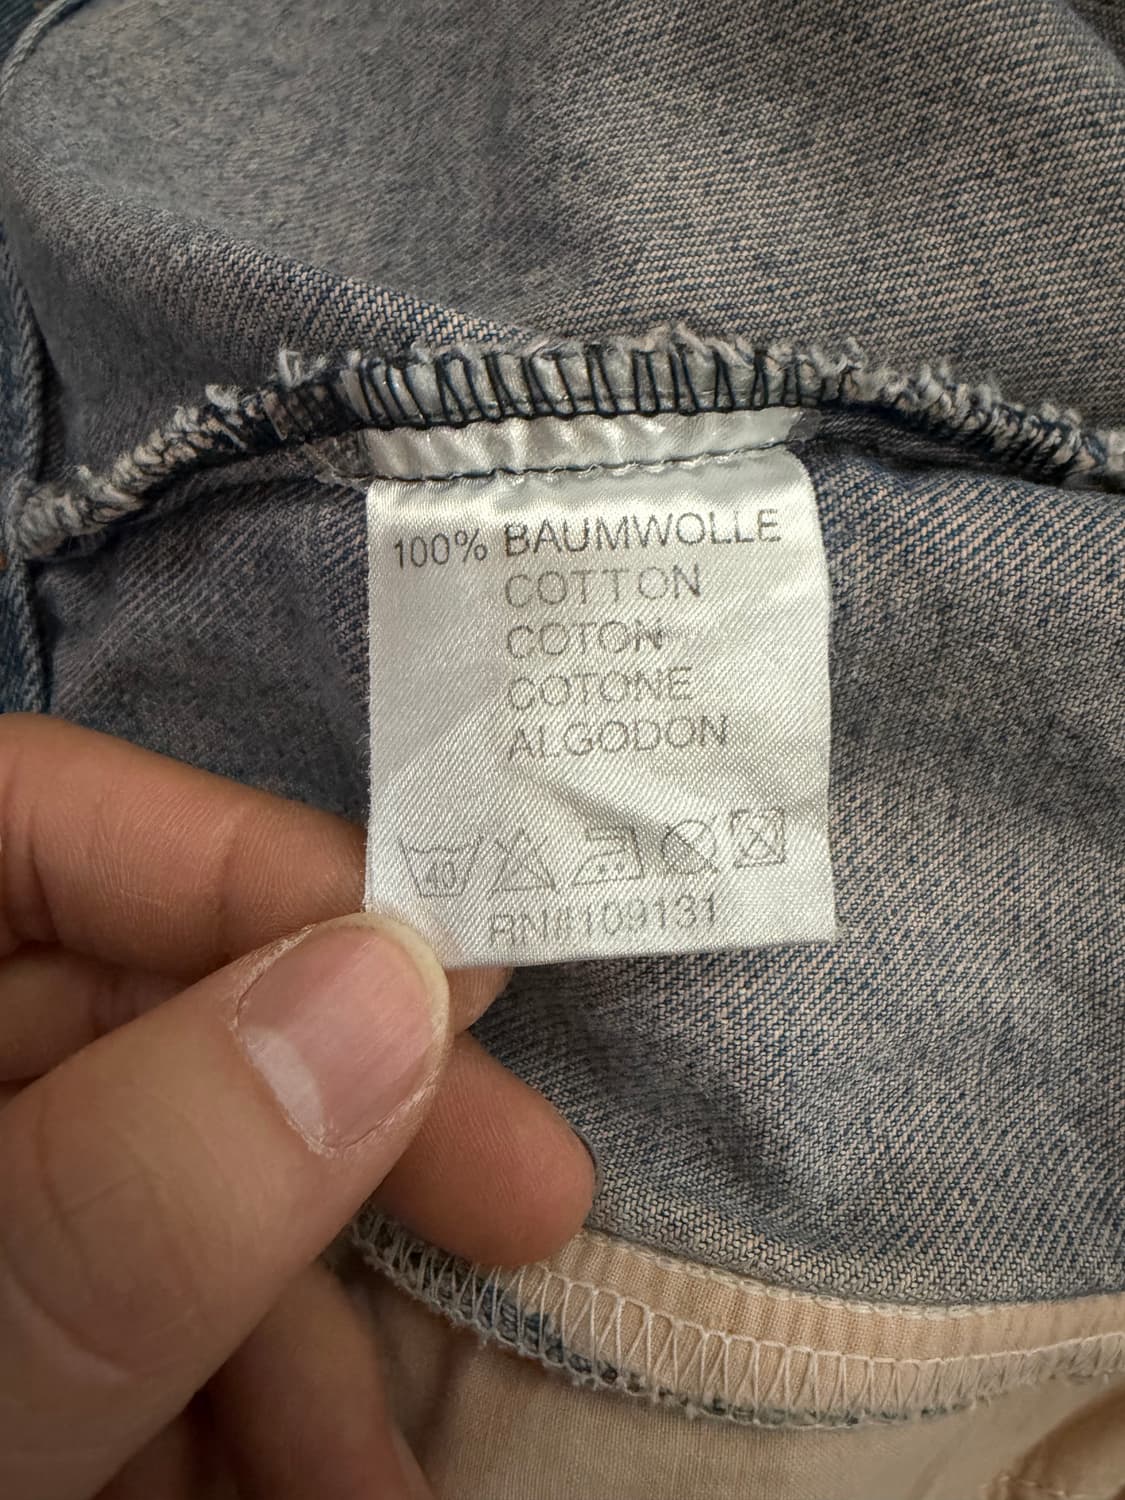 100% BAUMWOLLE
COTTON
COTON
COTONE
ALGODON
40
RN#109131